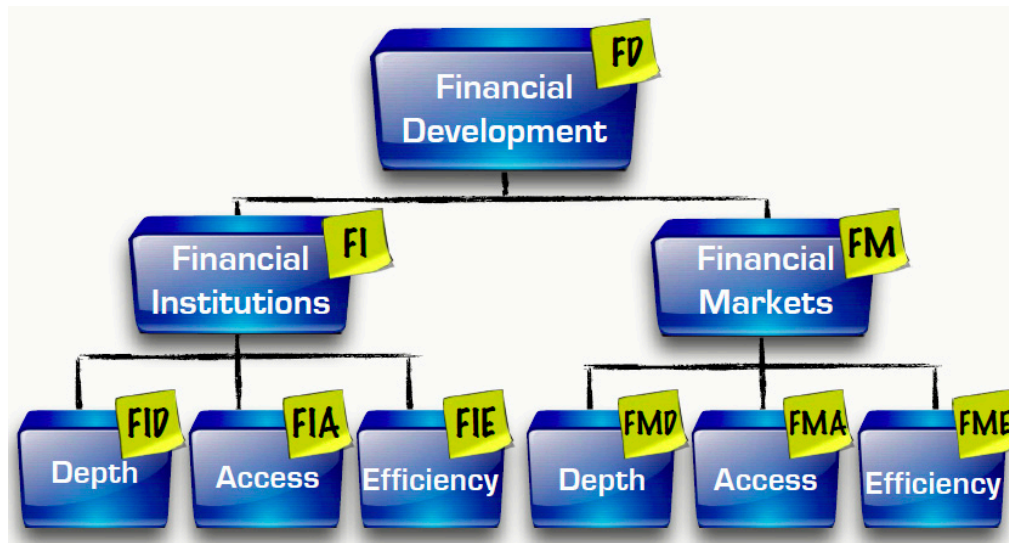 FD
Financial
Development
FI
Financial
Institutions
FM
Financial
Markets
FID
Depth
FIA
Access
FIE
Efficiency
FMD
Depth
FMA
Access
FME
Efficiency